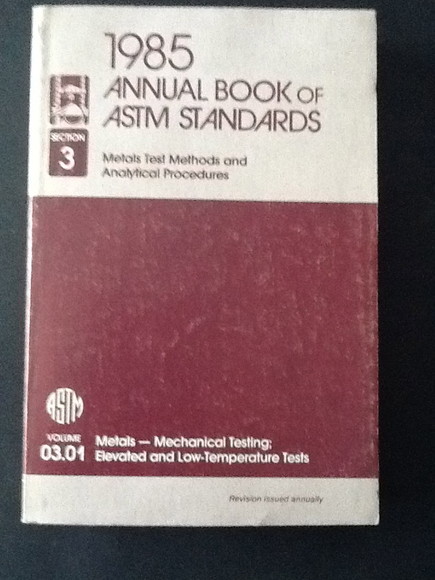 1985
ANNUAL BOOK OF
ASTM STANDARDS
SECTION
3
Metals Test Methods and
Analytical Procedures
ASTM
VOLUME
03.01
Metals — Mechanical Testing;
Elevated and Low-Temperature Tests
Revision issued annually